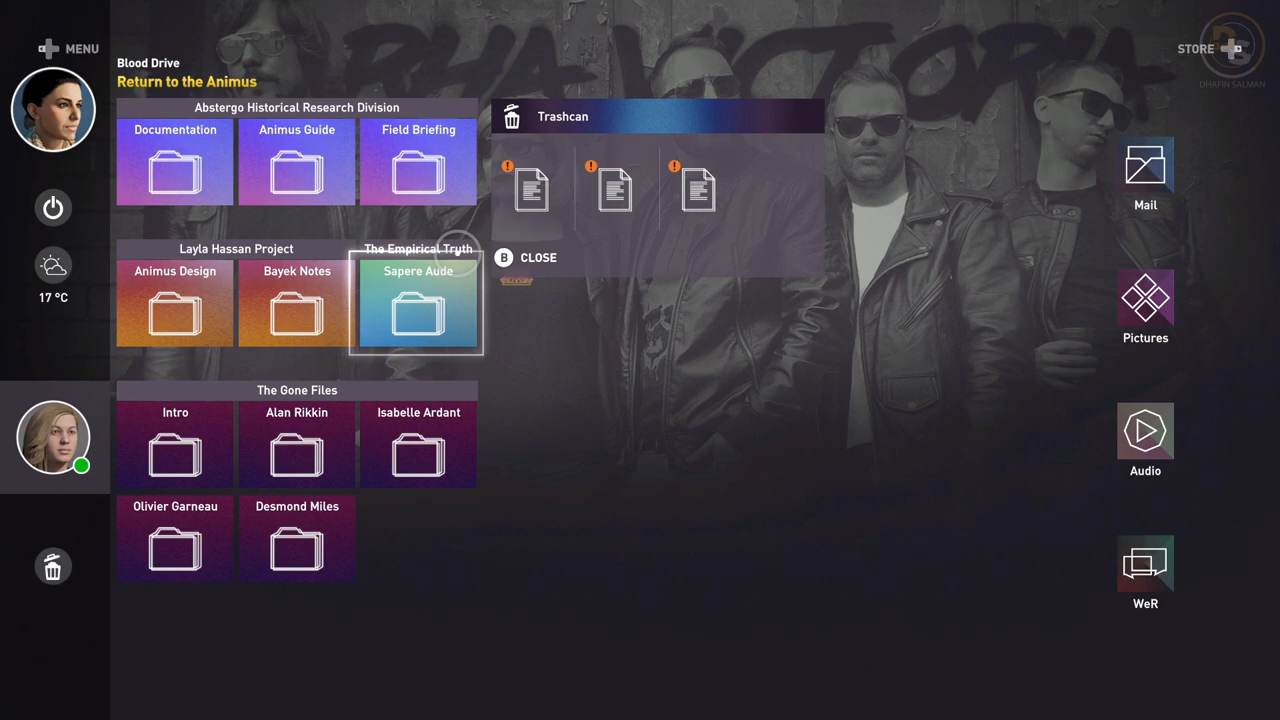 MENU
STORE
DHAFIN SALMAN
Blood Drive
Return to the Animus
Abstergo Historical Research Division
Documentation
Animus Guide
Field Briefing
Trashcan
!
!
!
B CLOSE
Layla Hassan Project
The Empirical Truth
Animus Design
Bayek Notes
Sapere Aude
17 °C
The Gone Files
Intro
Alan Rikkin
Isabelle Ardant
Olivier Garneau
Desmond Miles
Mail
Pictures
Audio
WeR